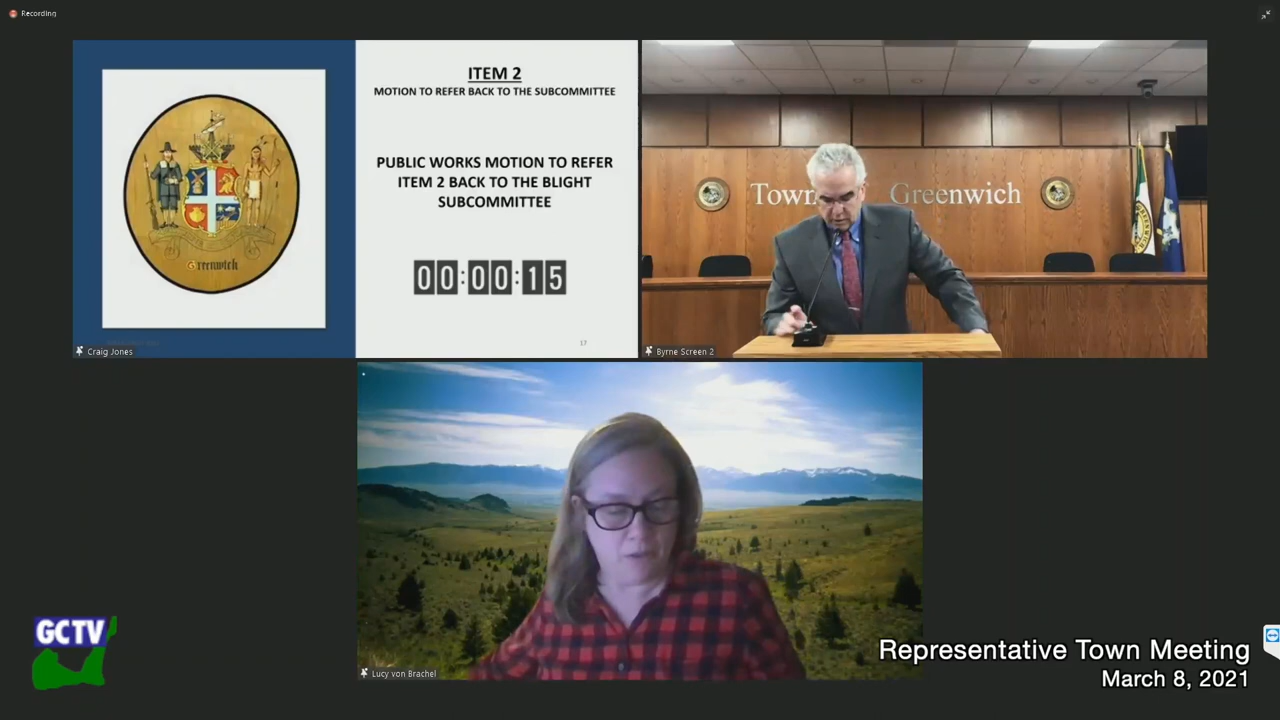 Recording
ITEM 2
MOTION TO REFER BACK TO THE SUBCOMMITTEE
PUBLIC WORKS MOTION TO REFER
ITEM 2 BACK TO THE BLIGHT
SUBCOMMITTEE
00:00:15
17
Greenwich
Craig Jones
Town
Greenwich
Byrne Screen 2
Lucy von Brachel
GCTV
Representative Town Meeting
March 8, 2021